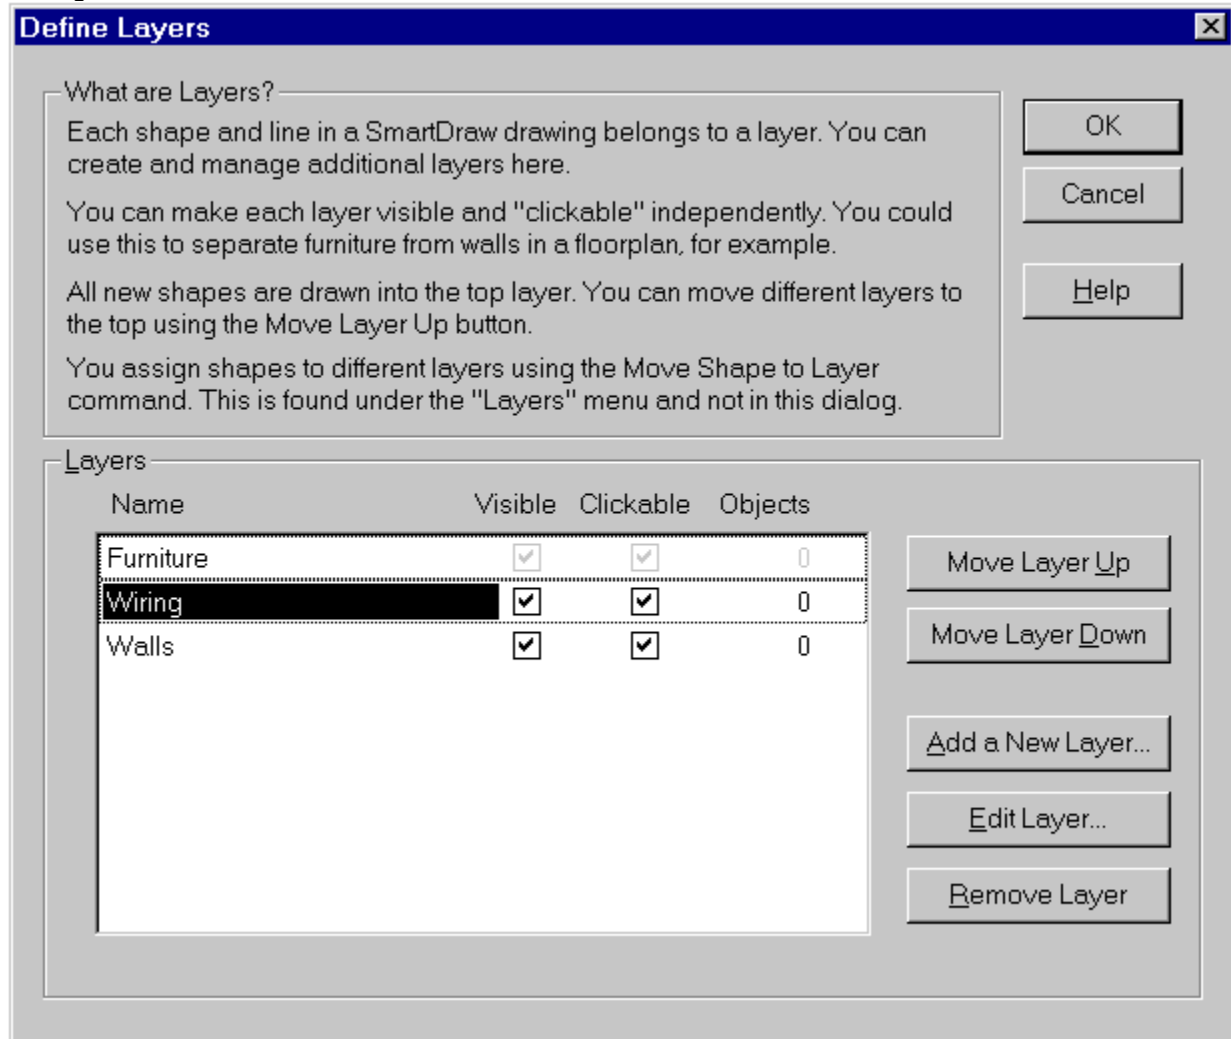 Define Layers
What are Layers?
Each shape and line in a SmartDraw drawing belongs to a layer. You can
create and manage additional layers here.
You can make each layer visible and "clickable" independently. You could
use this to separate furniture from walls in a floorplan, for example.
All new shapes are drawn into the top layer. You can move different layers to
the top using the Move Layer Up button.
You assign shapes to different layers using the Move Shape to Layer
command. This is found under the "Layers" menu and not in this dialog.
OK
Cancel
Help
Layers
Name Visible Clickable Objects
Furniture 0
Wiring 0
Walls 0
Move Layer Up
Move Layer Down
Add a New Layer...
Edit Layer...
Remove Layer